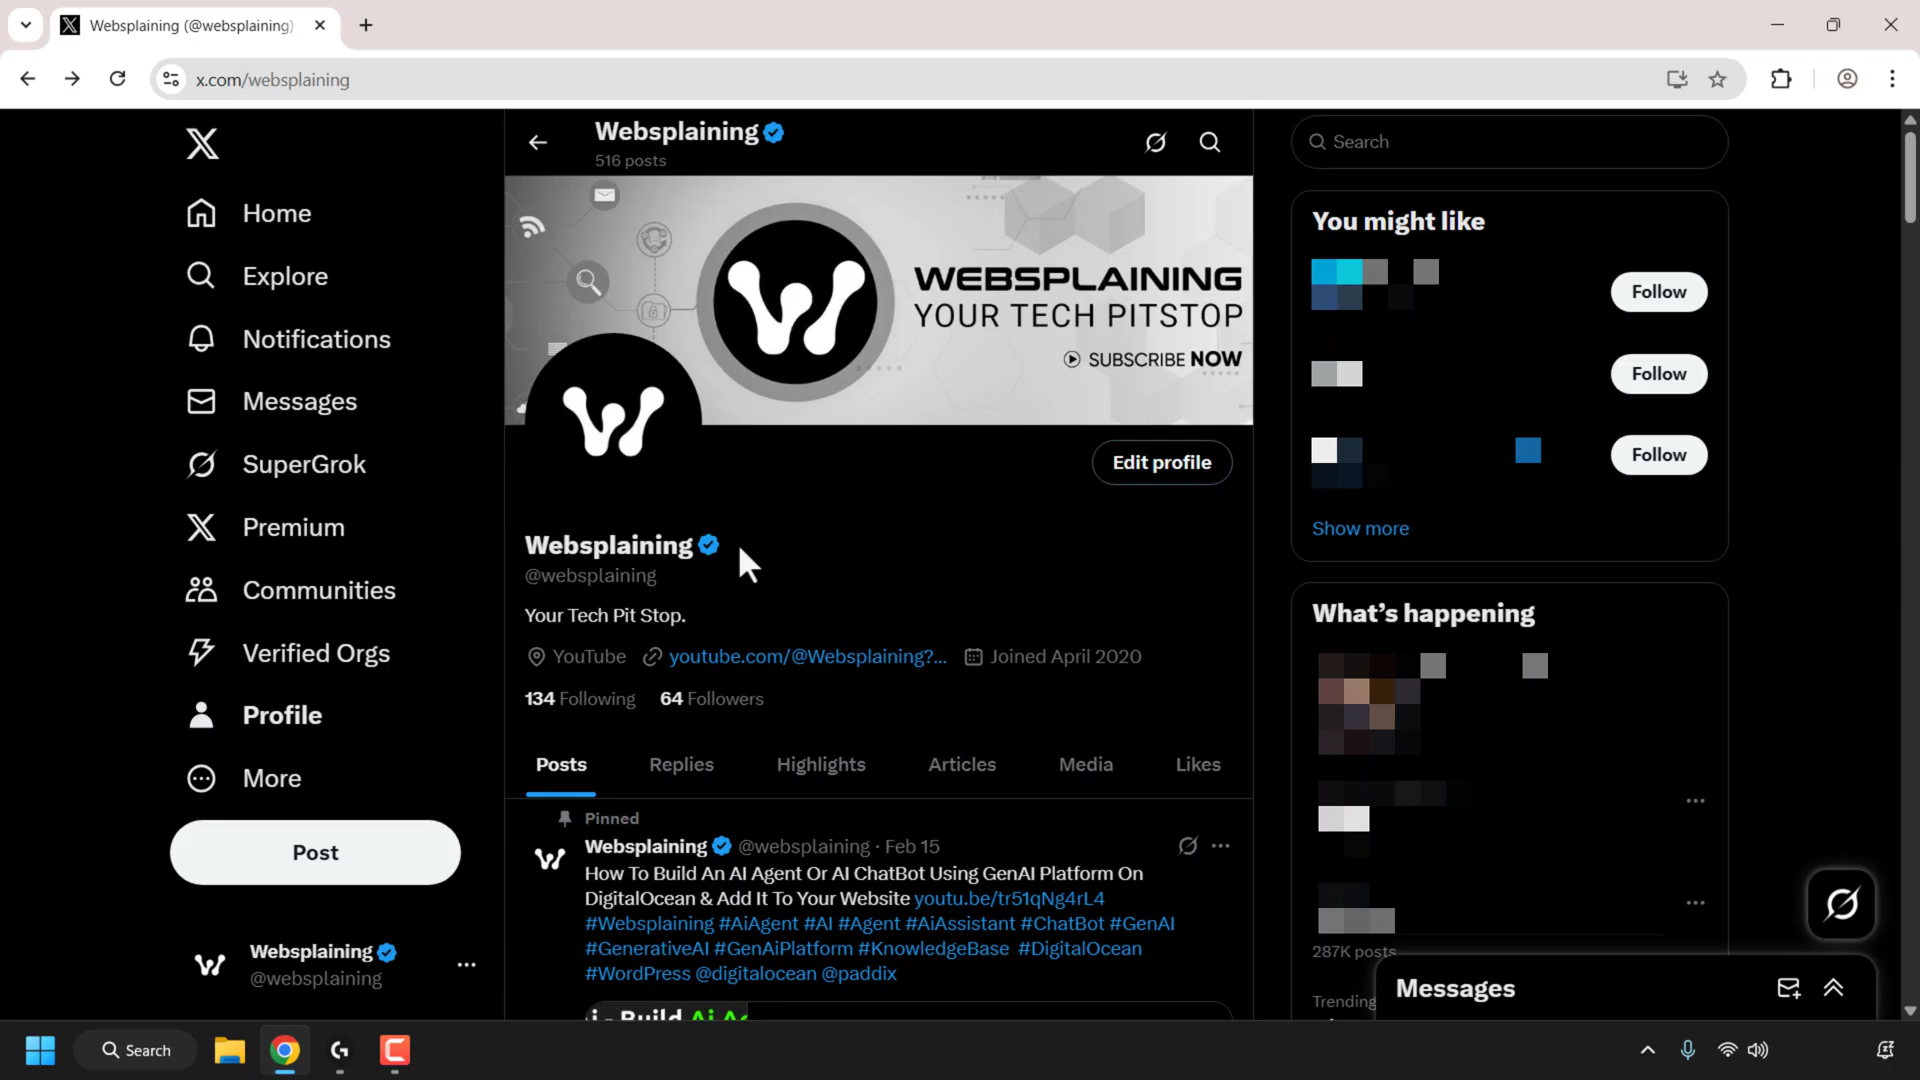 Websplaining (@websplaining)
x.com/websplaining
Home
Explore
Notifications
Messages
SuperGrok
Premium
Communities
Verified Orgs
Profile
More
Post
Websplaining
@websplaining
Websplaining
516 posts
WEBSPLAINING
YOUR TECH PITSTOP
SUBSCRIBE NOW
Edit profile
Websplaining
@websplaining
Your Tech Pit Stop.
YouTube youtube.com/@Websplaining?... Joined April 2020
134 Following 64 Followers
Posts Replies Highlights Articles Media Likes
Pinned
Websplaining @websplaining · Feb 15
How To Build An AI Agent Or AI ChatBot Using GenAI Platform On
DigitalOcean & Add It To Your Website youtu.be/tr51qNg4rL4
#Websplaining #AiAgent #AI #Agent #AiAssistant #ChatBot #GenAI
#GenerativeAI #GenAiPlatform #KnowledgeBase #DigitalOcean
#WordPress @digitalocean @paddix
Build Ai
Search
You might like
Follow
Follow
Follow
Show more
What's happening
287K posts
Trending
Messages
Search